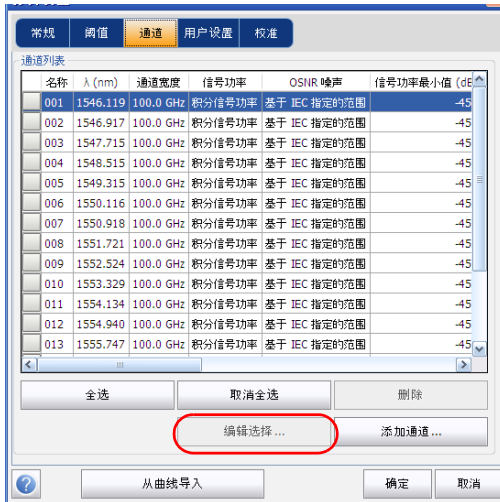 常规 阈值 通道 用户设置 校准
通道列表
名称 λ (nm) 通道宽度 信号功率 OSNR 噪声 信号功率最小值 (dE
001 1546.119 100.0 GHz 积分信号功率 基于 IEC 指定的范围 -45
002 1546.917 100.0 GHz 积分信号功率 基于 IEC 指定的范围 -45
003 1547.715 100.0 GHz 积分信号功率 基于 IEC 指定的范围 -45
004 1548.515 100.0 GHz 积分信号功率 基于 IEC 指定的范围 -45
005 1549.315 100.0 GHz 积分信号功率 基于 IEC 指定的范围 -45
006 1550.116 100.0 GHz 积分信号功率 基于 IEC 指定的范围 -45
007 1550.918 100.0 GHz 积分信号功率 基于 IEC 指定的范围 -45
008 1551.721 100.0 GHz 积分信号功率 基于 IEC 指定的范围 -45
009 1552.524 100.0 GHz 积分信号功率 基于 IEC 指定的范围 -45
010 1553.329 100.0 GHz 积分信号功率 基于 IEC 指定的范围 -45
011 1554.134 100.0 GHz 积分信号功率 基于 IEC 指定的范围 -45
012 1554.940 100.0 GHz 积分信号功率 基于 IEC 指定的范围 -45
013 1555.747 100.0 GHz 积分信号功率 基于 IEC 指定的范围 -45
全选 取消全选 删除
编辑选择 ... 添加通道 ...
从曲线导入 确定 取消